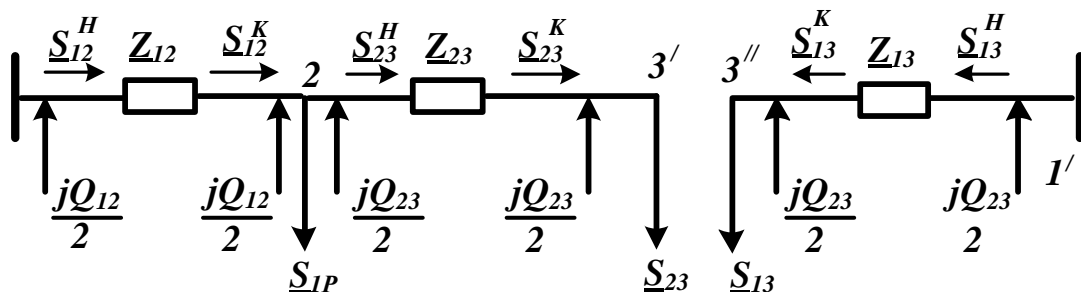 S₁₂ᴴ Z₁₂ S₁₂ᴷ 2 S₂₃ᴴ Z₂₃ S₂₃ᴷ 3/ 3// S₁₃ᴷ Z₁₃ S₁₃ᴴ
jQ₁₂/2 jQ₁₂/2 jQ₂₃/2 jQ₂₃/2 jQ₂₃/2 jQ₂₃/2 1/
S₁P S₂₃ S₁₃